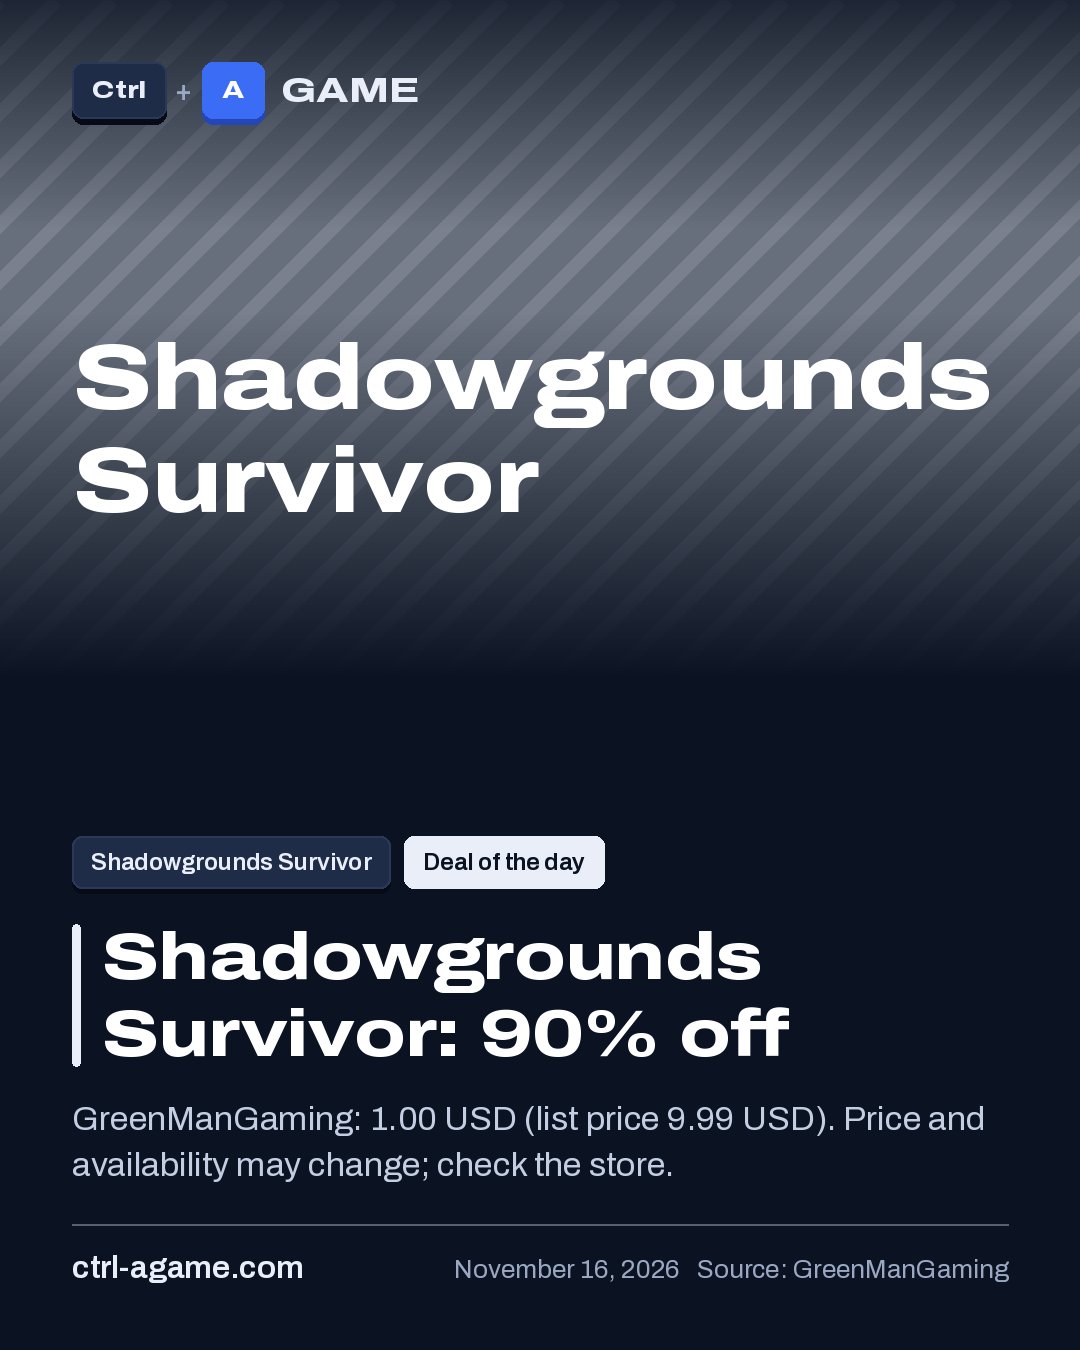 Ctrl + A GAME
Shadowgrounds
Survivor
Shadowgrounds Survivor Deal of the day
Shadowgrounds
Survivor: 90% off
GreenManGaming: 1.00 USD (list price 9.99 USD). Price and
availability may change; check the store.
ctrl-agame.com November 16, 2026 Source: GreenManGaming